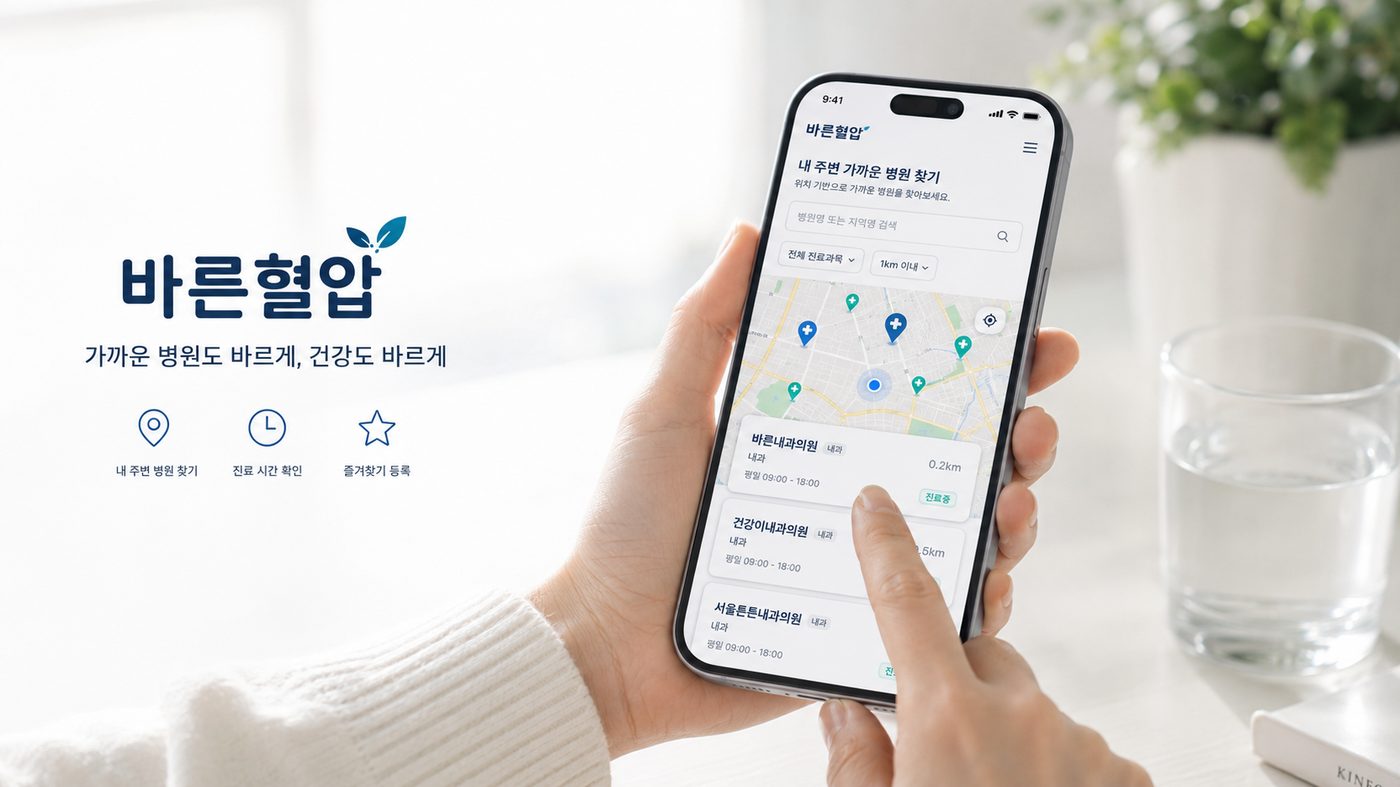 바른혈압
가까운 병원도 바르게, 건강도 바르게
내 주변 병원 찾기
진료 시간 확인
즐겨찾기 등록
9:41
바른혈압
내 주변 가까운 병원 찾기
위치 기반으로 가까운 병원을 찾아보세요.
병원명 또는 지역명 검색
전체 진료과목
1km 이내
바른내과의원 내과
내과
0.2km
평일 09:00 - 18:00
진료중
건강이내과의원 내과
내과
.5km
평일 09:00 - 18:00
서울튼튼내과의원 내과
내과
평일 09:00 - 18:00
진